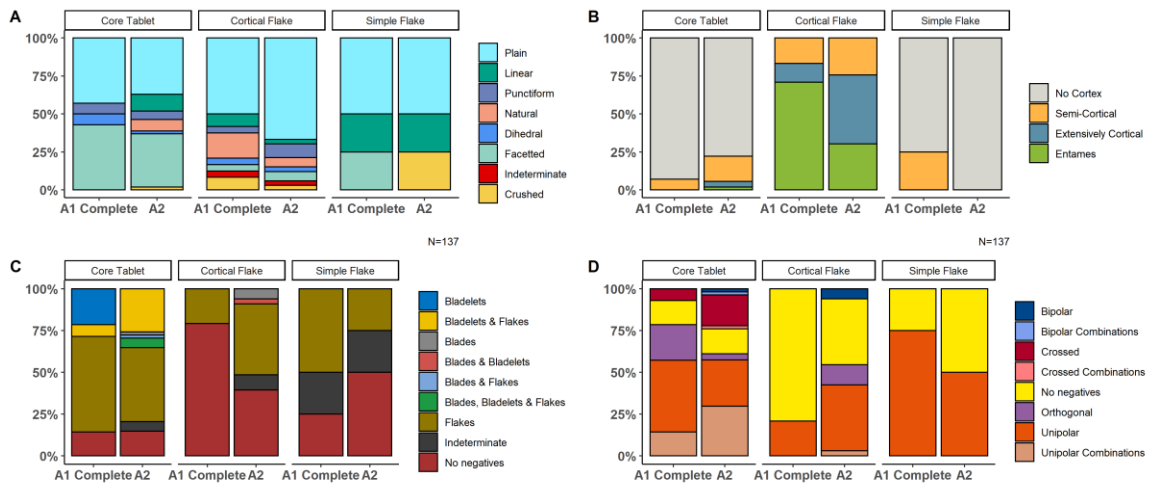 A
Core Tablet
Cortical Flake
Simple Flake
100%
75%
50%
25%
0%
A1 Complete A2
A1 Complete A2
A1 Complete A2
Plain
Linear
Punctiform
Natural
Dihedral
Facetted
Indeterminate
Crushed
N=137
B
Core Tablet
Cortical Flake
Simple Flake
100%
75%
50%
25%
0%
A1 Complete A2
A1 Complete A2
A1 Complete A2
No Cortex
Semi-Cortical
Extensively Cortical
Entames
N=137
C
Core Tablet
Cortical Flake
Simple Flake
100%
75%
50%
25%
0%
A1 Complete A2
A1 Complete A2
A1 Complete A2
Bladelets
Bladelets & Flakes
Blades
Blades & Bladelets
Blades & Flakes
Blades, Bladelets & Flakes
Flakes
Indeterminate
No negatives
D
Core Tablet
Cortical Flake
Simple Flake
100%
75%
50%
25%
0%
A1 Complete A2
A1 Complete A2
A1 Complete A2
Bipolar
Bipolar Combinations
Crossed
Crossed Combinations
No negatives
Orthogonal
Unipolar
Unipolar Combinations